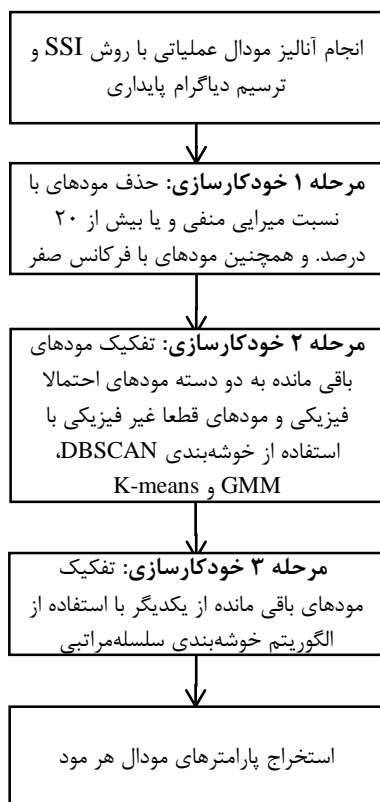 انجام آنالیز مودال عملیاتی با روش SSI و
ترسیم دیاگرام پایداری
مرحله ۱ خودکارسازی: حذف مودهای با
نسبت میرایی منفی و یا بیش از ۲۰
درصد. و همچنین مودهای با فرکانس صفر
مرحله ۲ خودکارسازی: تفکیک مودهای
باقی مانده به دو دسته مودهای احتمالا
فیزیکی و مودهای قطعا غیر فیزیکی با
استفاده از خوشه‌بندی DBSCAN،
GMM و K-means
مرحله ۳ خودکارسازی: تفکیک
مودهای باقی مانده از یکدیگر با استفاده از
الگوریتم خوشه‌بندی سلسله‌مراتبی
استخراج پارامترهای مودال هر مود